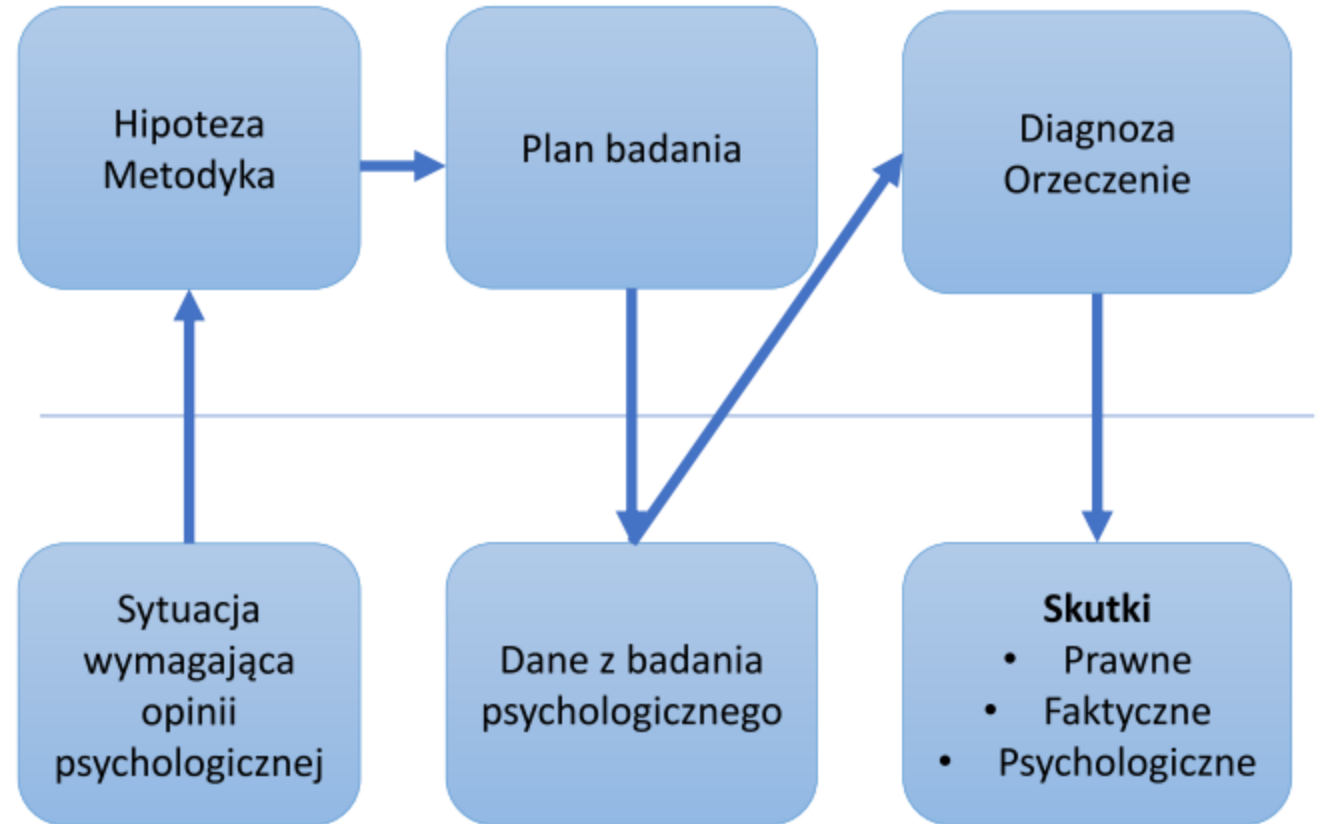 Hipoteza
Metodyka
Plan badania
Diagnoza
Orzeczenie
Sytuacja
wymagająca
opinii
psychologicznej
Dane z badania
psychologicznego
Skutki
• Prawne
• Faktyczne
• Psychologiczne